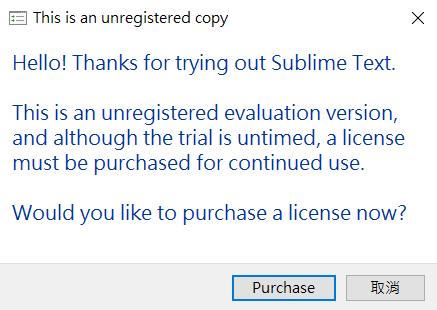 This is an unregistered copy
Hello! Thanks for trying out Sublime Text.
This is an unregistered evaluation version,
and although the trial is untimed, a license
must be purchased for continued use.
Would you like to purchase a license now?
Purchase
取消